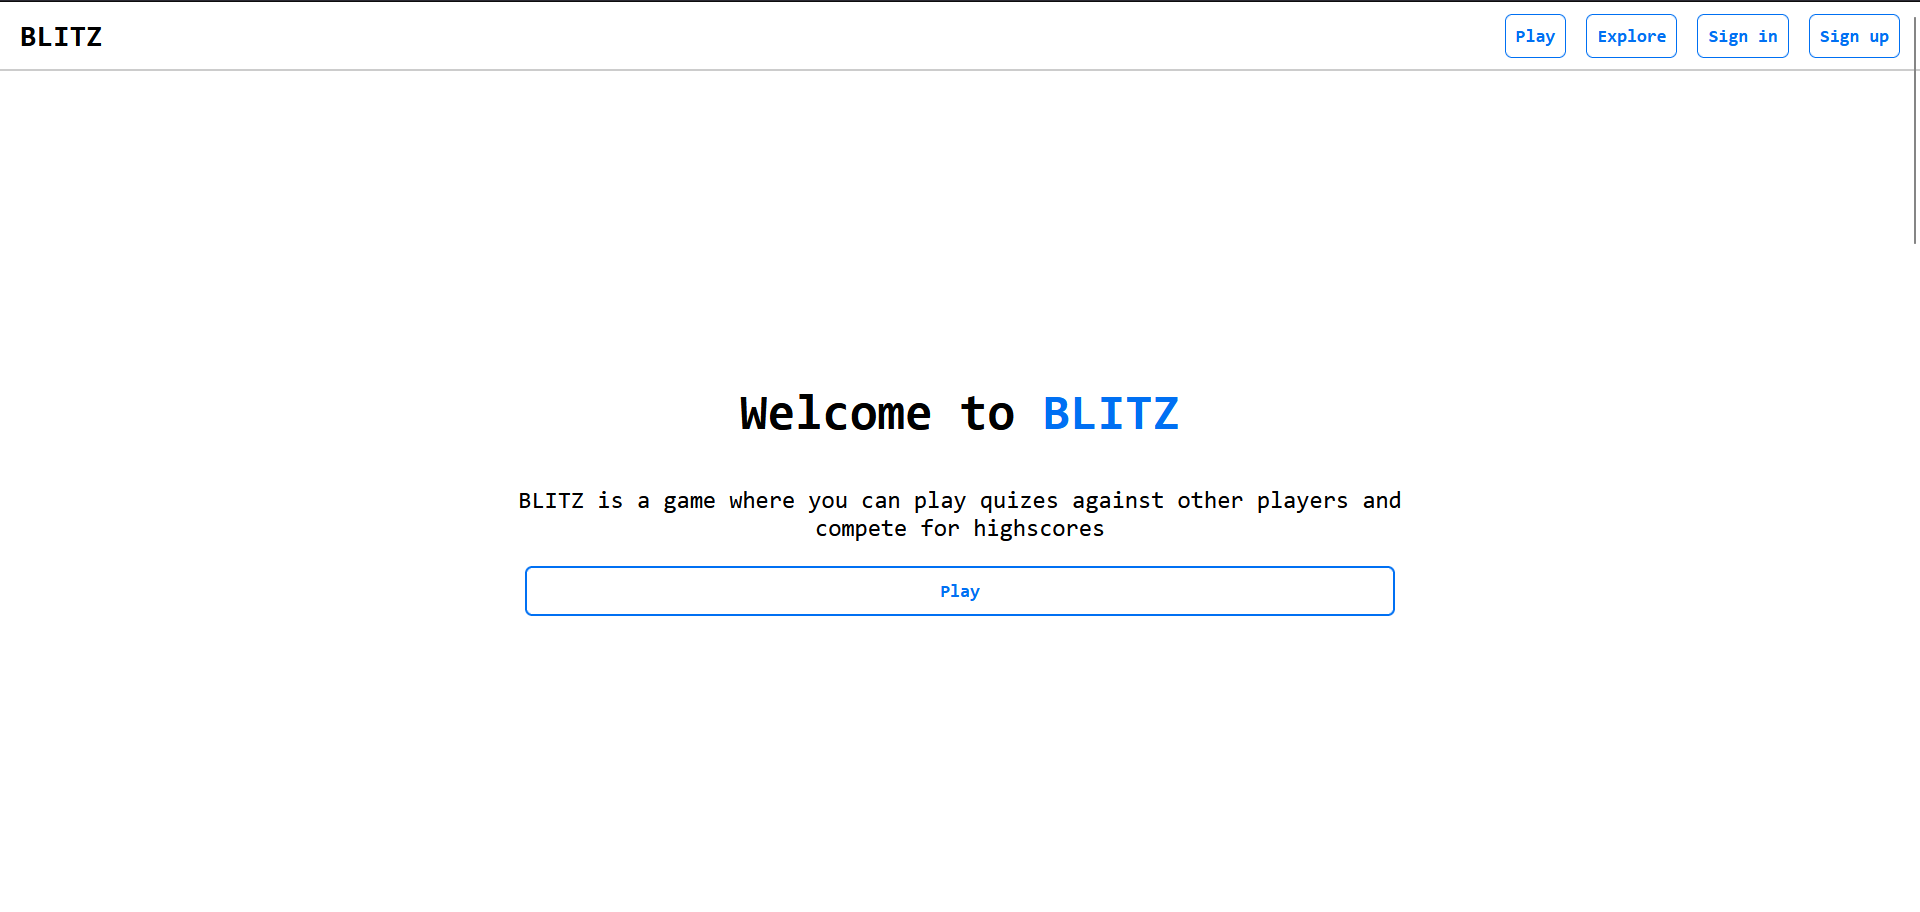 BLITZ
Play
Explore
Sign in
Sign up
Welcome to BLITZ
BLITZ is a game where you can play quizes against other players and
compete for highscores
Play